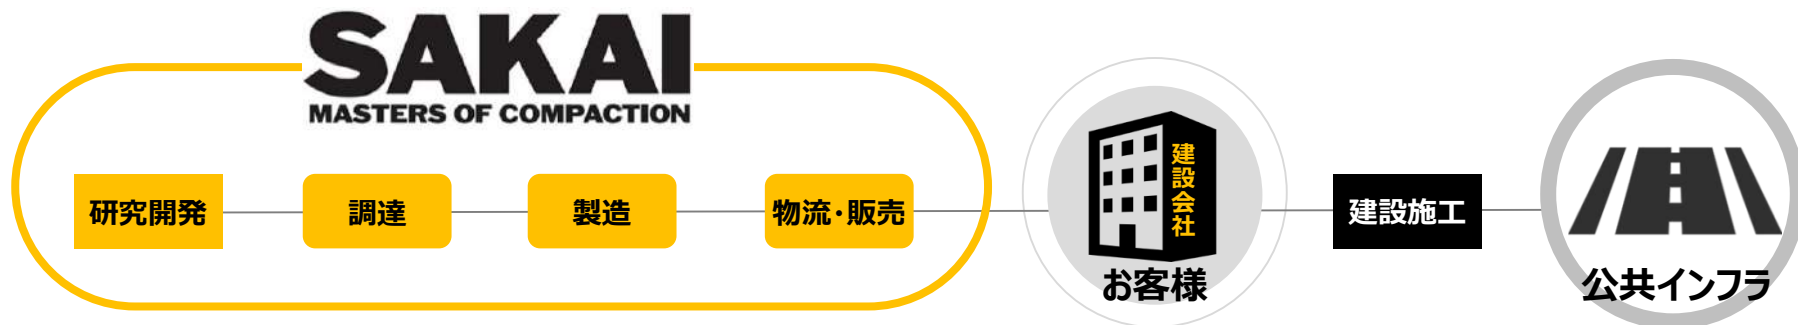 SAKAI
MASTERS OF COMPACTION
研究開発
調達
製造
物流・販売
建設会社
お客様
建設施工
公共インフラ